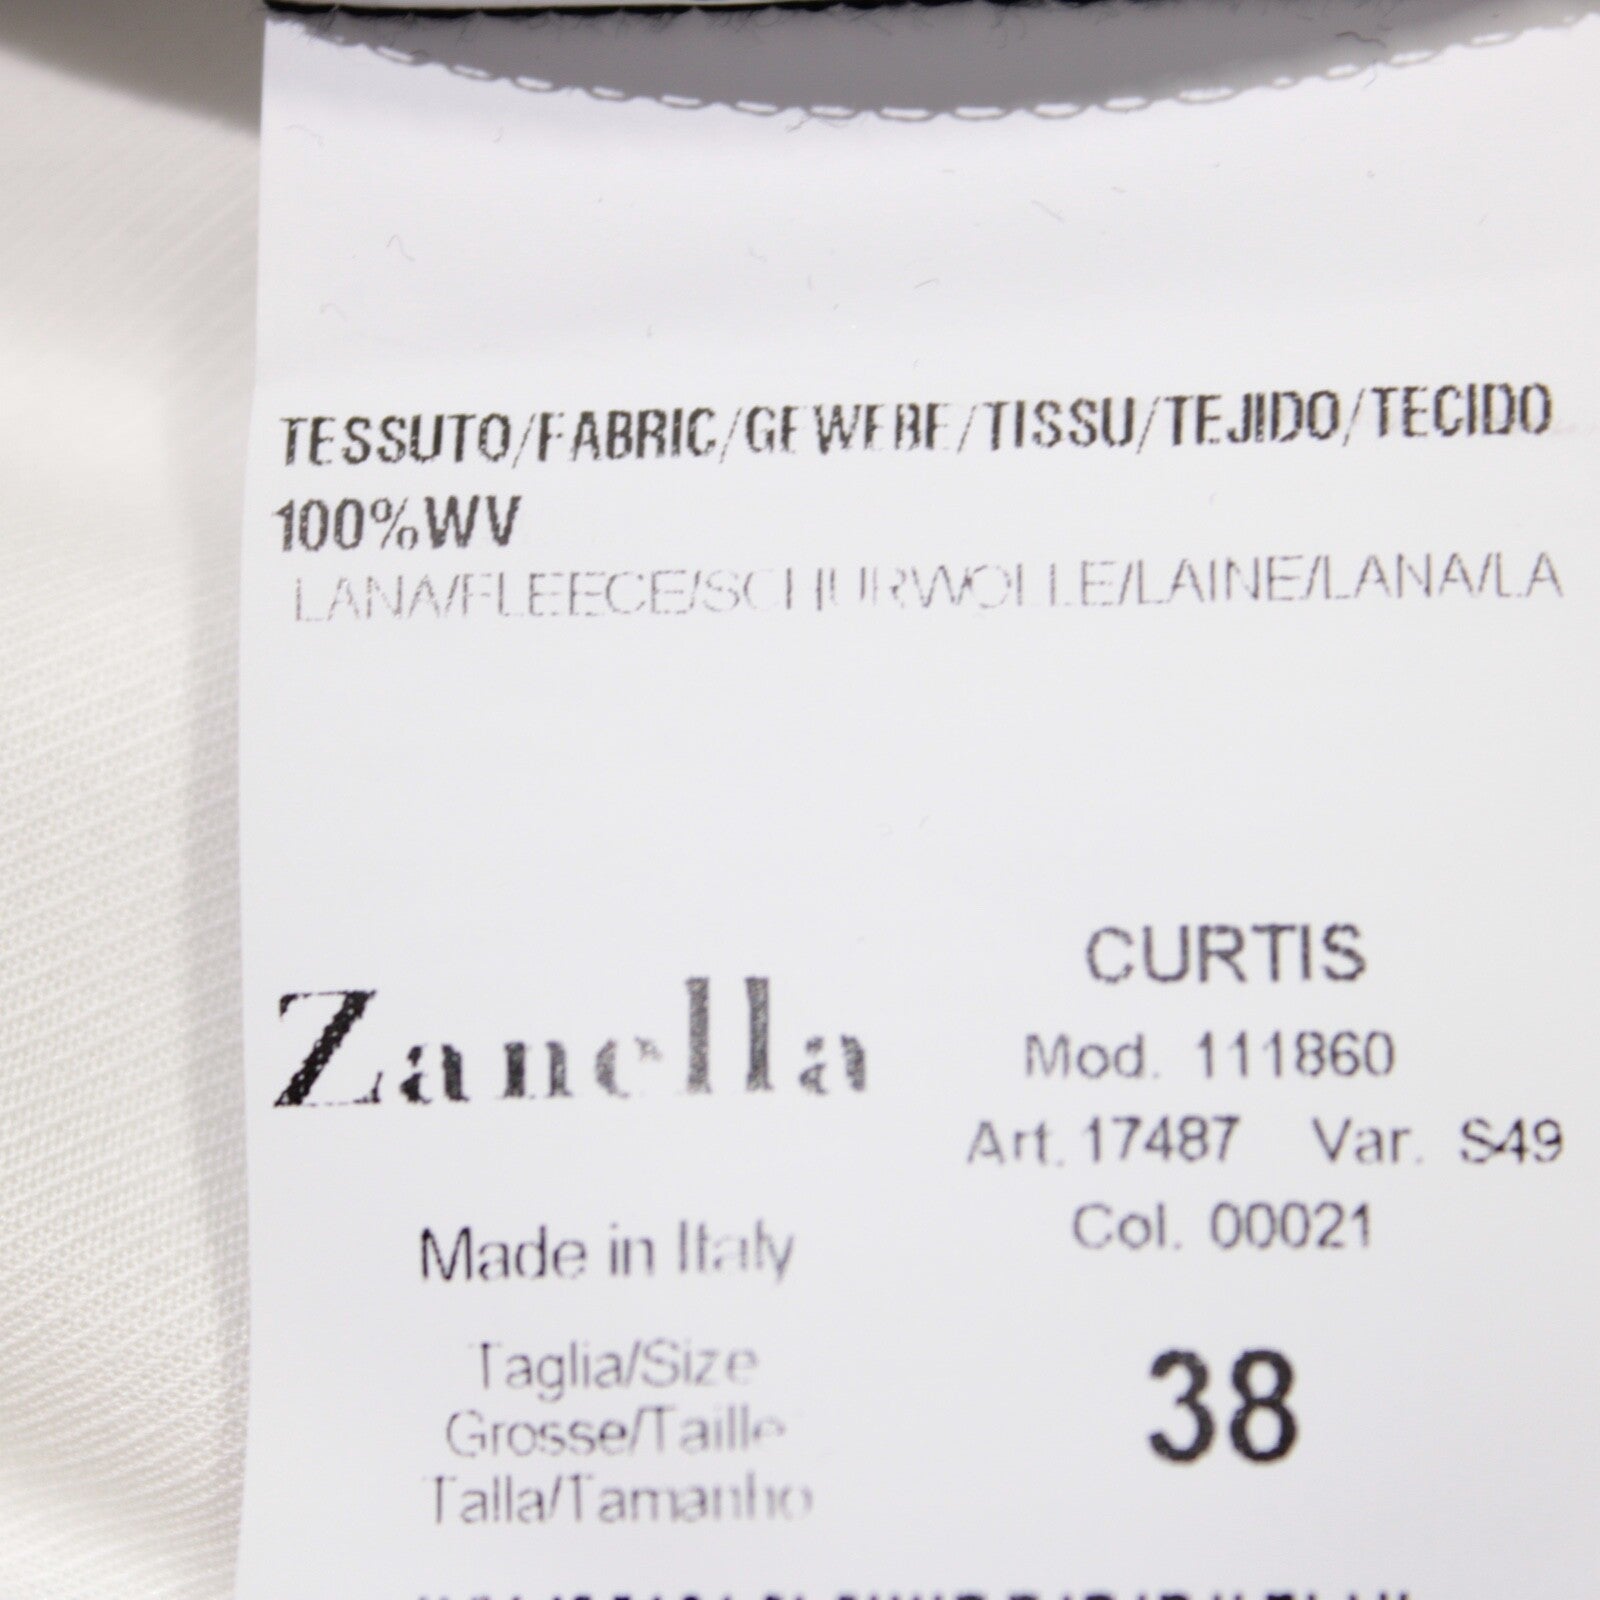 TESSUTO/FABRIC/GEWEBE/TISSU/TEJIDO/TECIDO
100%WV
LANA/FLEECE/SCHURWOLLE/LAINE/LANA/LA
CURTIS
Zanella
Mod. 111860
Art. 17487 Var. S49
Col. 00021
Made in Italy
Taglia/Size
Grosse/Taille
Talla/Tamanho
38